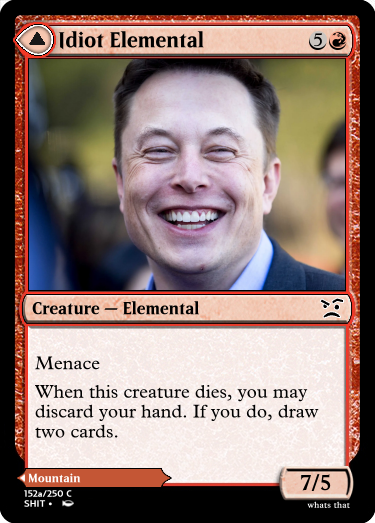 Idiot Elemental 5
Creature — Elemental
Menace
When this creature dies, you may
discard your hand. If you do, draw
two cards.
Mountain
7/5
152a/250 C
SHIT •
whats that